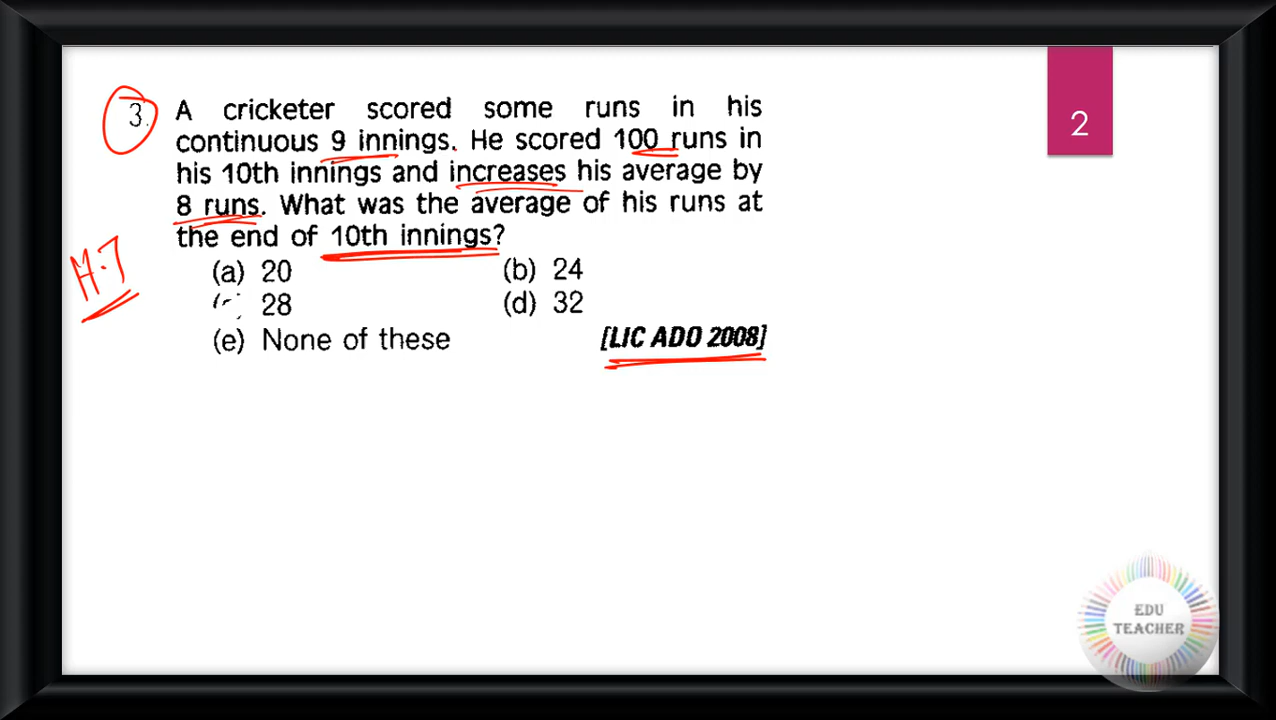 2
3. A cricketer scored some runs in his
continuous 9 innings. He scored 100 runs in
his 10th innings and increases his average by
8 runs. What was the average of his runs at
the end of 10th innings?
(a) 20 (b) 24
28 (d) 32
(e) None of these [LIC ADO 2008]
EDU
TEACHER